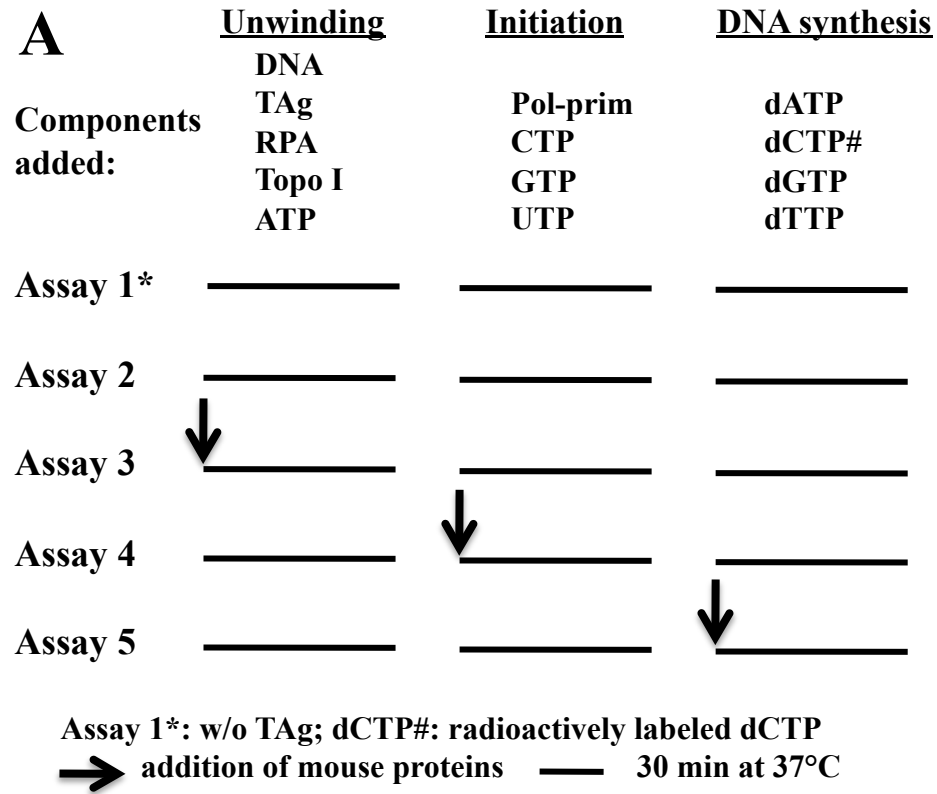 A
Unwinding Initiation DNA synthesis
DNA
TAg Pol-prim dATP
Components
RPA CTP dCTP#
added:
Topo I GTP dGTP
ATP UTP dTTP
Assay 1*
Assay 2
Assay 3
Assay 4
Assay 5
Assay 1*: w/o TAg; dCTP#: radioactively labeled dCTP
addition of mouse proteins 30 min at 37°C